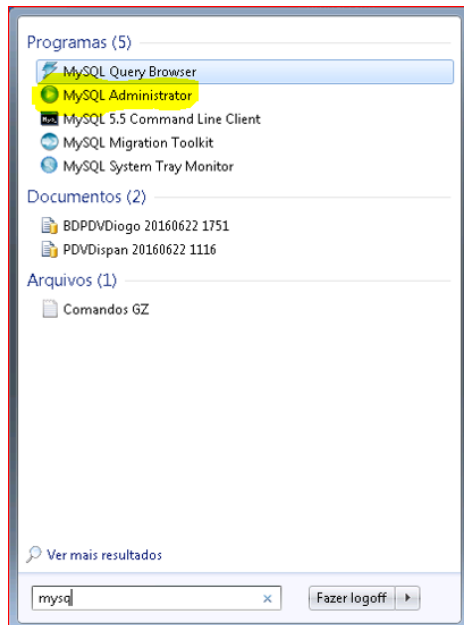 Programas (5)
MySQL Query Browser
MySQL Administrator
MySQL 5.5 Command Line Client
MySQL Migration Toolkit
MySQL System Tray Monitor
Documentos (2)
BDPDVDiogo 20160622 1751
PDVDispan 20160622 1116
Arquivos (1)
Comandos GZ
Ver mais resultados
mysq
Fazer logoff